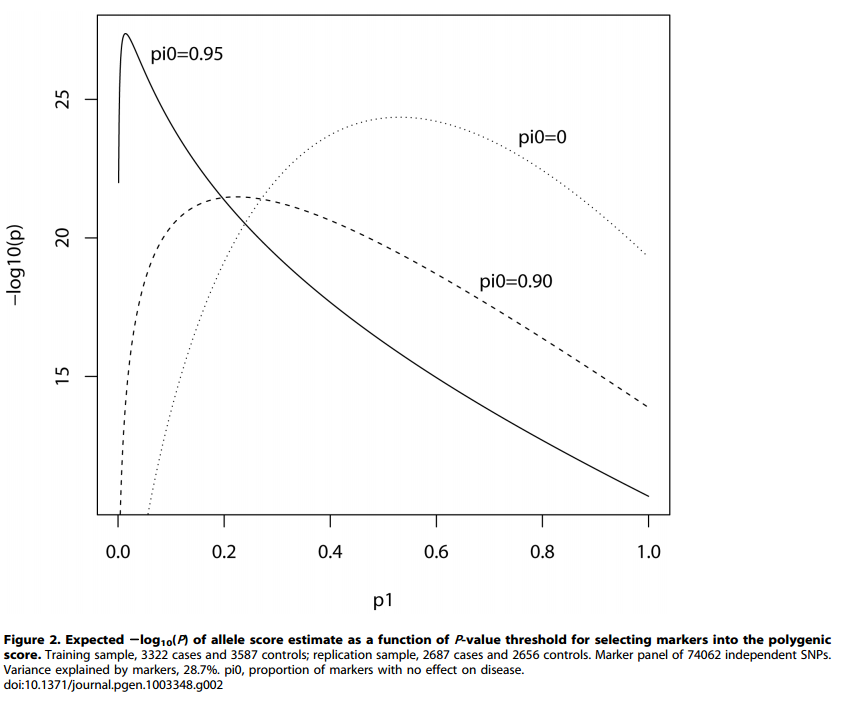 pi0=0.95
25
pi0=0
20
−log10(p)
pi0=0.90
15
0.0 0.2 0.4 0.6 0.8 1.0
p1
Figure 2. Expected −log10(P) of allele score estimate as a function of P-value threshold for selecting markers into the polygenic
score. Training sample, 3322 cases and 3587 controls; replication sample, 2687 cases and 2656 controls. Marker panel of 74062 independent SNPs.
Variance explained by markers, 28.7%. pi0, proportion of markers with no effect on disease.
doi:10.1371/journal.pgen.1003348.g002